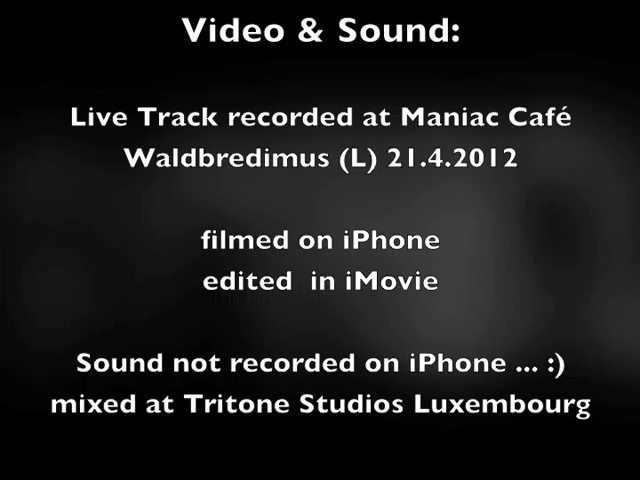 Video & Sound:
Live Track recorded at Maniac Café
Waldbredimus (L) 21.4.2012
filmed on iPhone
edited  in iMovie
Sound not recorded on iPhone ... :)
mixed at Tritone Studios Luxembourg